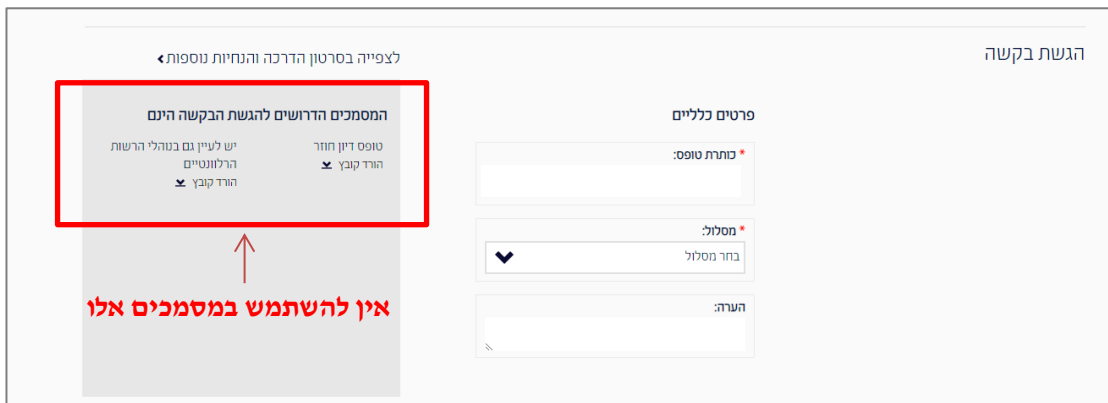 הגשת בקשה
פרטים כלליים
* כותרת טופס:
* מסלול:
בחר מסלול
הערה:
לצפייה בסרטון הדרכה והנחיות נוספות
המסמכים הדרושים להגשת הבקשה הינם
טופס דיון חוזר
הורד קובץ
יש לעיין גם בנוהלי הרשות
הרלוונטיים
הורד קובץ
אין להשתמש במסמכים אלו